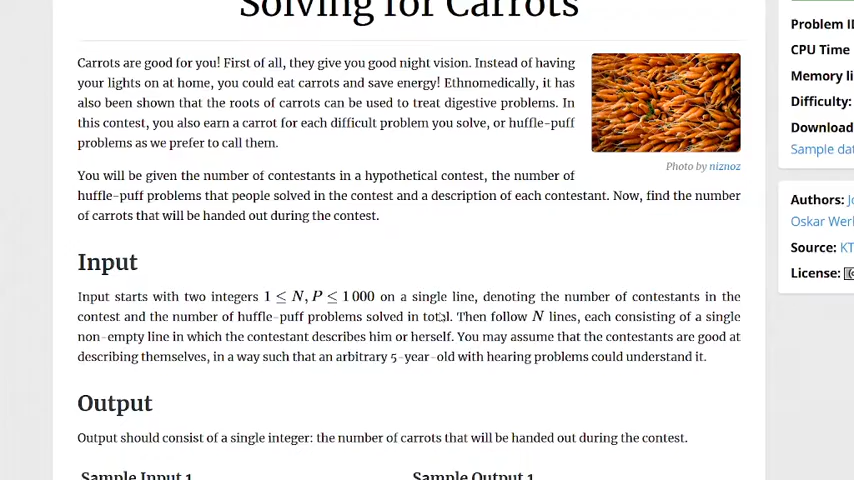 Solving for Carrots
Carrots are good for you! First of all, they give you good night vision. Instead of having
your lights on at home, you could eat carrots and save energy! Ethnomedically, it has
also been shown that the roots of carrots can be used to treat digestive problems. In
this contest, you also earn a carrot for each difficult problem you solve, or huffle-puff
problems as we prefer to call them.
Photo by niznoz
You will be given the number of contestants in a hypothetical contest, the number of
huffle-puff problems that people solved in the contest and a description of each contestant. Now, find the number
of carrots that will be handed out during the contest.
Input
Input starts with two integers 1 ≤ N, P ≤ 1 000 on a single line, denoting the number of contestants in the
contest and the number of huffle-puff problems solved in total. Then follow N lines, each consisting of a single
non-empty line in which the contestant describes him or herself. You may assume that the contestants are good at
describing themselves, in a way such that an arbitrary 5-year-old with hearing problems could understand it.
Output
Output should consist of a single integer: the number of carrots that will be handed out during the contest.
Sample Input 1
Sample Output 1
Problem I
CPU Time
Memory li
Difficulty:
Download
Sample dat
Authors: J
Oskar Werl
Source: KT
License: